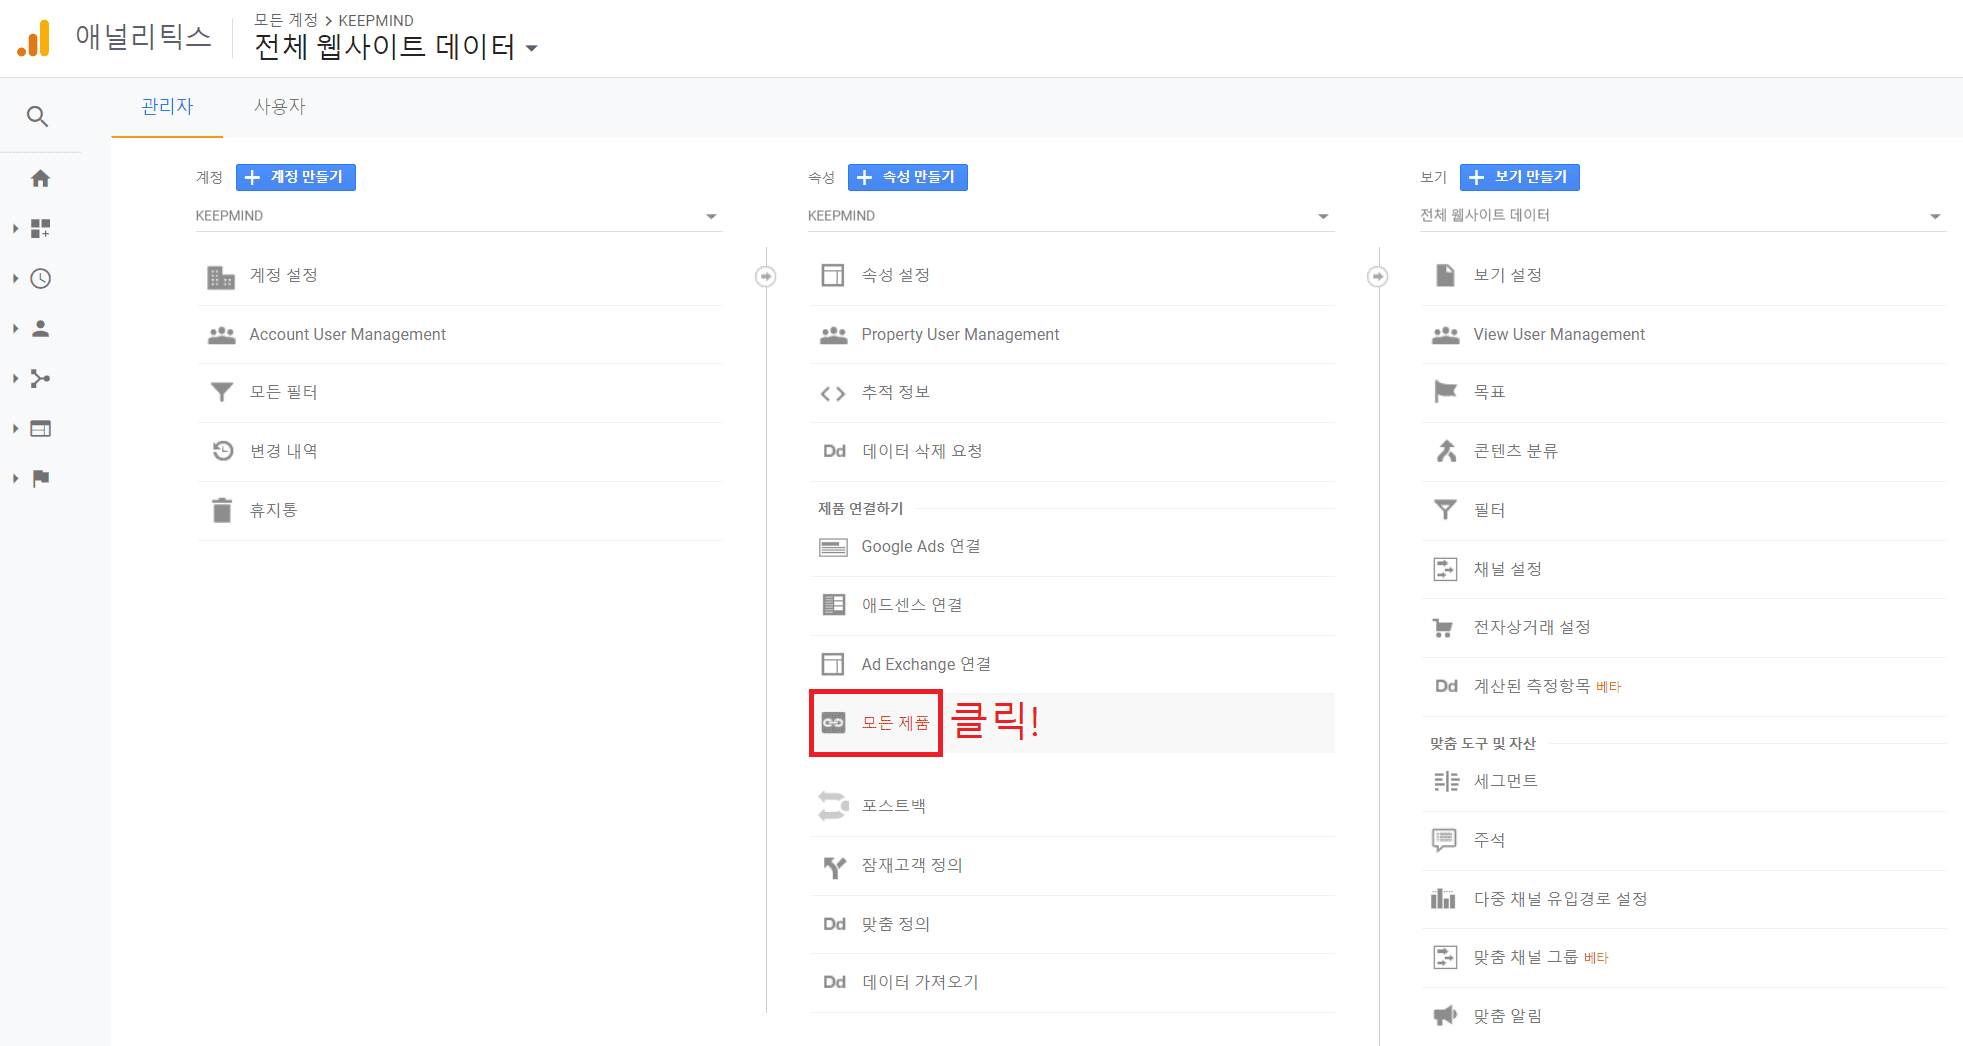 애널리틱스
모든 계정 > KEEPMIND
전체 웹사이트 데이터
관리자
사용자
계정
계정 만들기
KEEPMIND
계정 설정
Account User Management
모든 필터
변경 내역
휴지통
속성
속성 만들기
KEEPMIND
속성 설정
Property User Management
추적 정보
Dd 데이터 삭제 요청
제품 연결하기
Google Ads 연결
애드센스 연결
Ad Exchange 연결
모든 제품 클릭!
포스트백
잠재고객 정의
Dd 맞춤 정의
Dd 데이터 가져오기
보기
보기 만들기
전체 웹사이트 데이터
보기 설정
View User Management
목표
콘텐츠 분류
필터
채널 설정
전자상거래 설정
Dd 계산된 측정항목 베타
맞춤 도구 및 자산
세그먼트
주석
다중 채널 유입경로 설정
맞춤 채널 그룹 베타
맞춤 알림